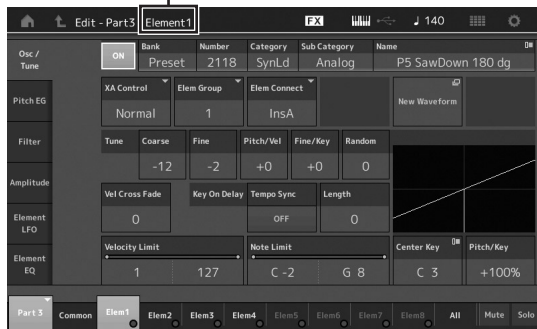 Edit - Part3 Element1 FX 140
Osc / Tune
ON
Bank Number Category Sub Category Name
Preset 2118 SynLd Analog P5 SawDown 180 dg
XA Control Elem Group Elem Connect
Normal 1 InsA
New Waveform
Pitch EG
Tune Coarse Fine Pitch/Vel Fine/Key Random
-12 -2 +0 +0 0
Filter
Amplitude
Vel Cross Fade Key On Delay Tempo Sync Length
0 OFF 0
Element LFO
Velocity Limit Note Limit Center Key Pitch/Key
1 127 C -2 G 8 C 3 +100%
Element EQ
Part 3 Common Elem1 Elem2 Elem3 Elem4 Elem5 Elem6 Elem7 Elem8 All Mute Solo